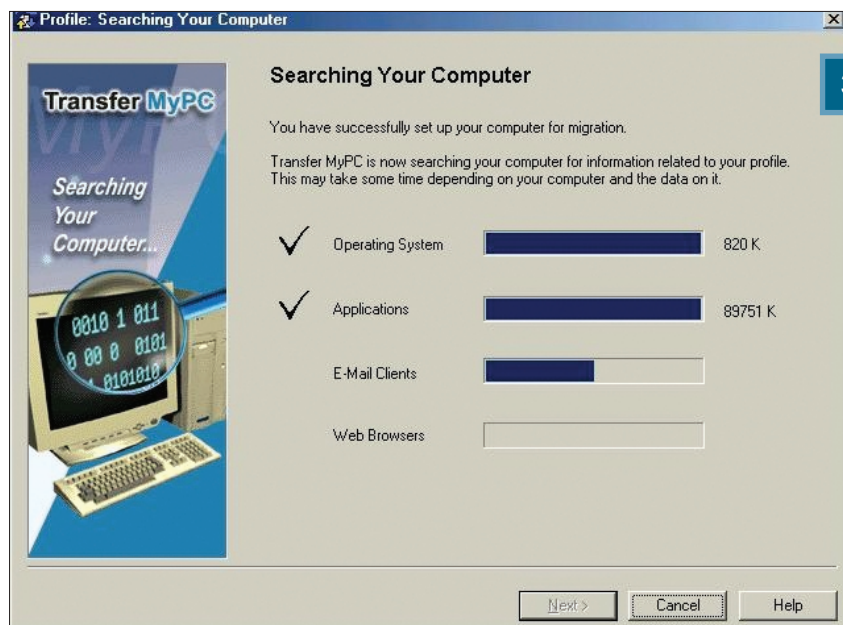 Profile: Searching Your Computer
Transfer MyPC
Searching
Your
Computer...
0010 1 011
0 00 0 0101
0101010
Searching Your Computer
You have successfully set up your computer for migration.
Transfer MyPC is now searching your computer for information related to your profile.
This may take some time depending on your computer and the data on it.
Operating System 820 K
Applications 89751 K
E-Mail Clients
Web Browsers
Next >
Cancel
Help